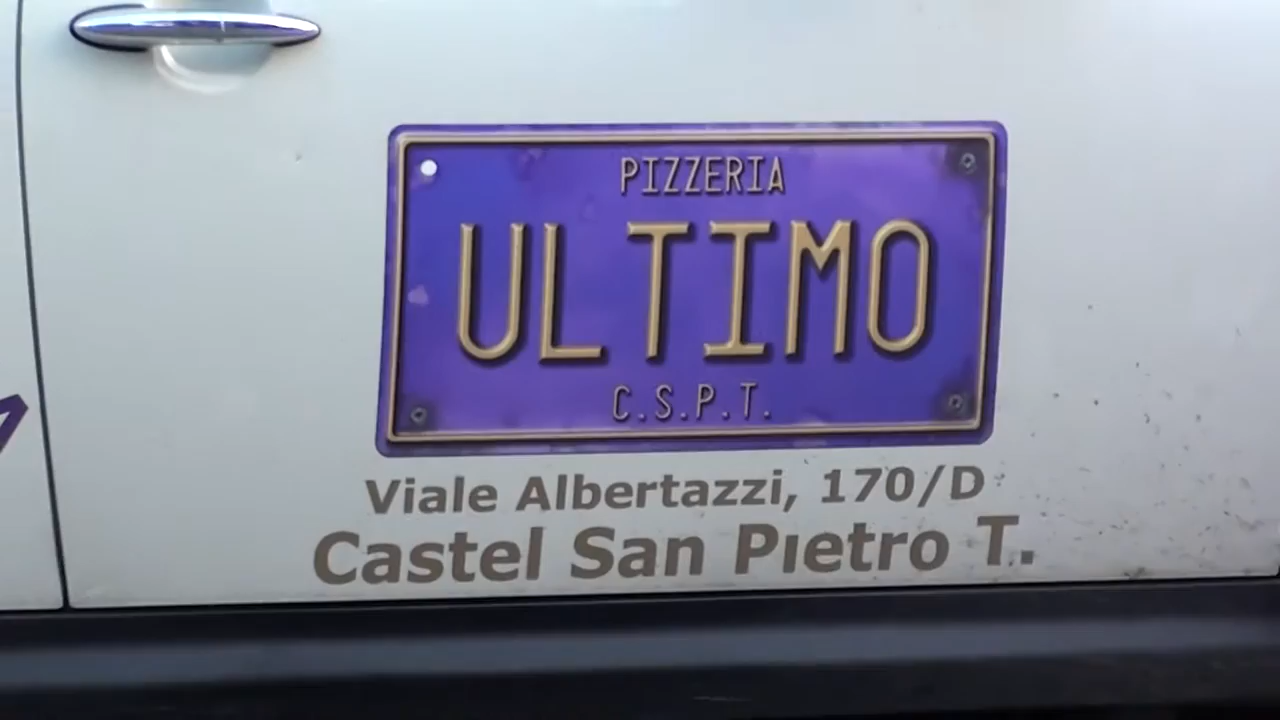 PIZZERIA
ULTIMO
C.S.P.T.
Viale Albertazzi, 170/D
Castel San Pietro T.